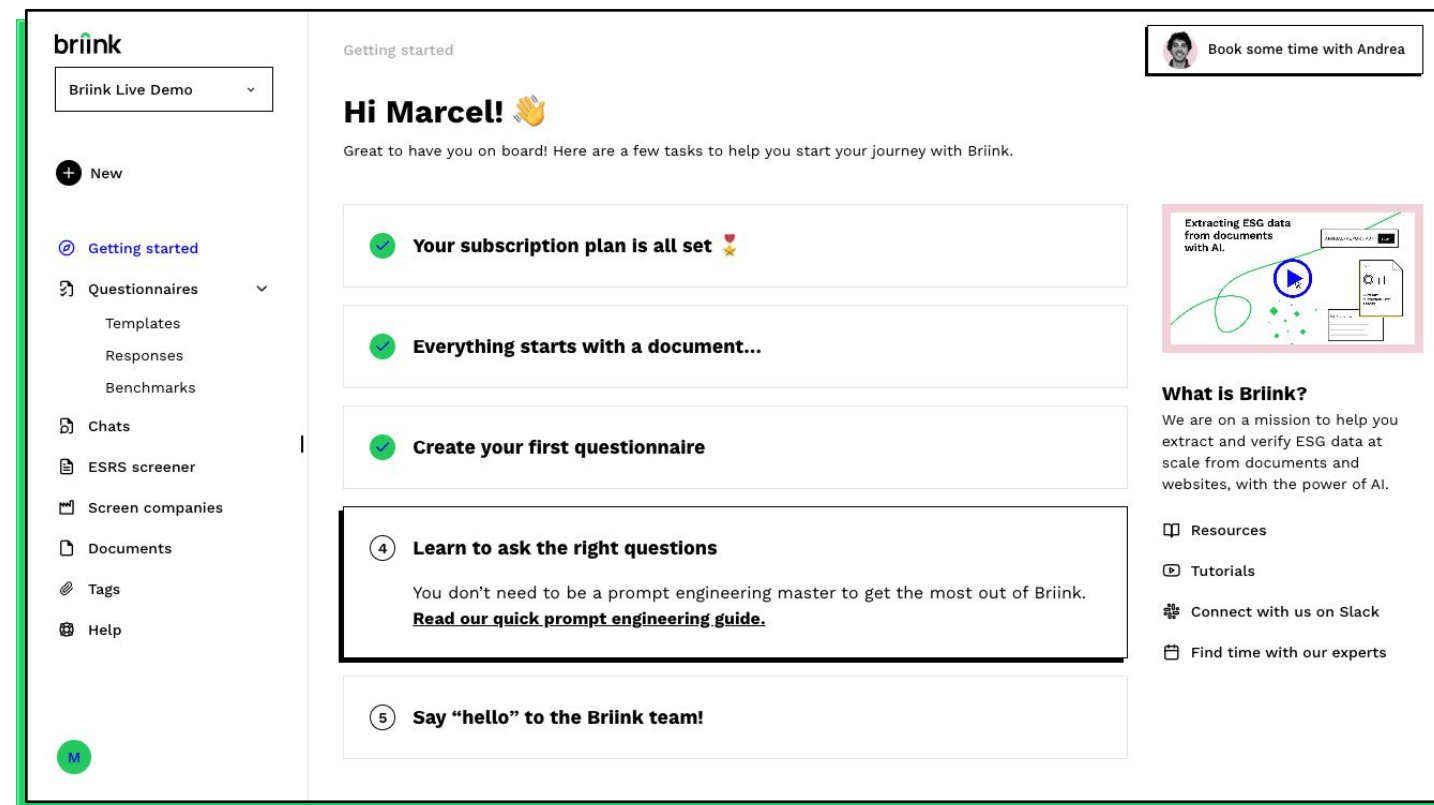 briink
Briink Live Demo
New
Getting started
Questionnaires
Templates
Responses
Benchmarks
Chats
ESRS screener
Screen companies
Documents
Tags
Help
M
Getting started
Book some time with Andrea
Hi Marcel! 👋
Great to have you on board! Here are a few tasks to help you start your journey with Briink.
Your subscription plan is all set 🎖️
Everything starts with a document...
Create your first questionnaire
4 Learn to ask the right questions
You don’t need to be a prompt engineering master to get the most out of Briink.
Read our quick prompt engineering guide.
5 Say “hello” to the Briink team!
Extracting ESG data
from documents
with AI.
What is Briink?
We are on a mission to help you
extract and verify ESG data at
scale from documents and
websites, with the power of AI.
Resources
Tutorials
Connect with us on Slack
Find time with our experts